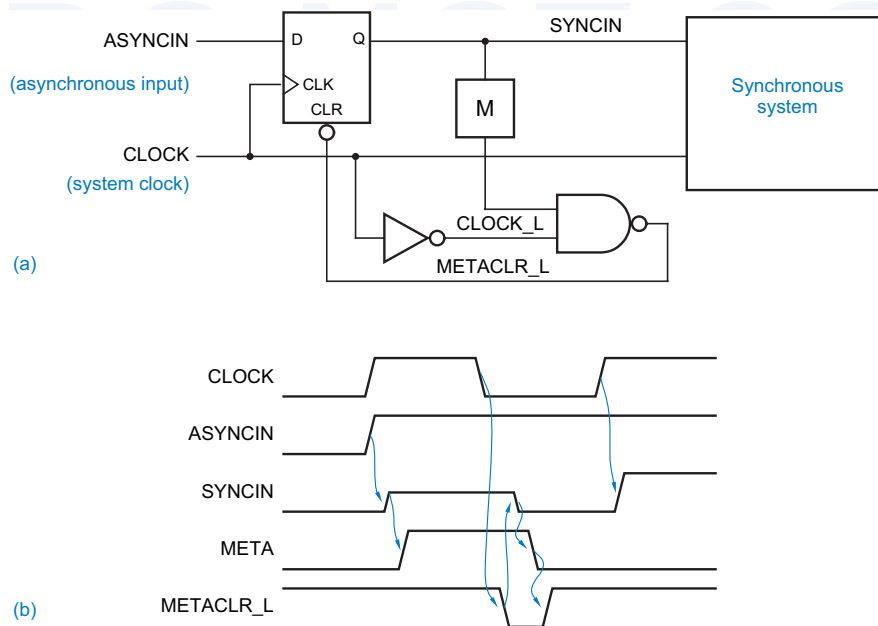 ASYNCIN
(asynchronous input)
D
Q
CLK
CLR
SYNCIN
M
Synchronous
system
CLOCK
(system clock)
CLOCK_L
METACLR_L
(a)
CLOCK
ASYNCIN
SYNCIN
META
METACLR_L
(b)